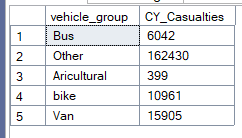 vehicle_group CY_Casualties
1 Bus 6042
2 Other 162430
3 Aricultural 399
4 bike 10961
5 Van 15905